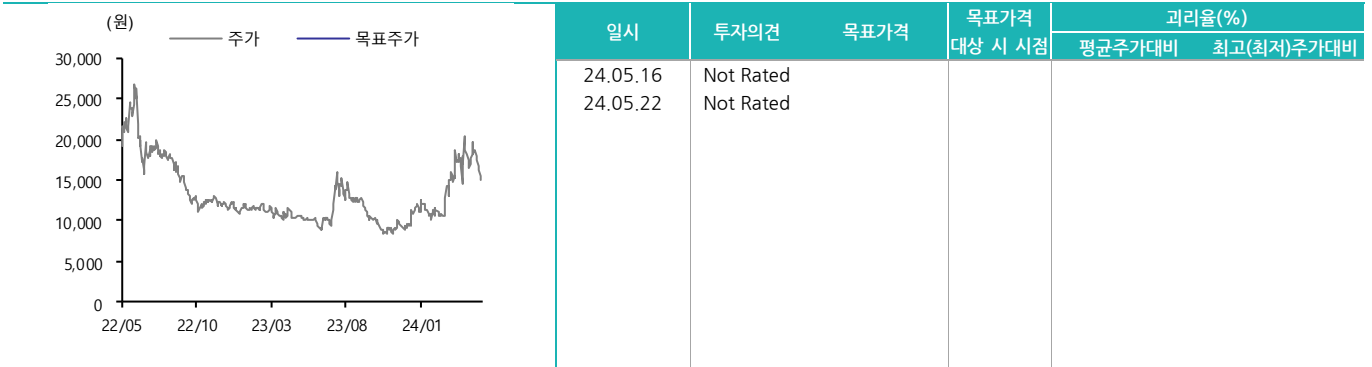 (원)
주가 목표주가
30,000
25,000
20,000
15,000
10,000
5,000
0
22/05 22/10 23/03 23/08 24/01
일시 투자의견 목표가격 목표가격 대상 시 시점 괴리율(%)
평균주가대비 최고(최저)주가대비
24.05.16 Not Rated
24.05.22 Not Rated